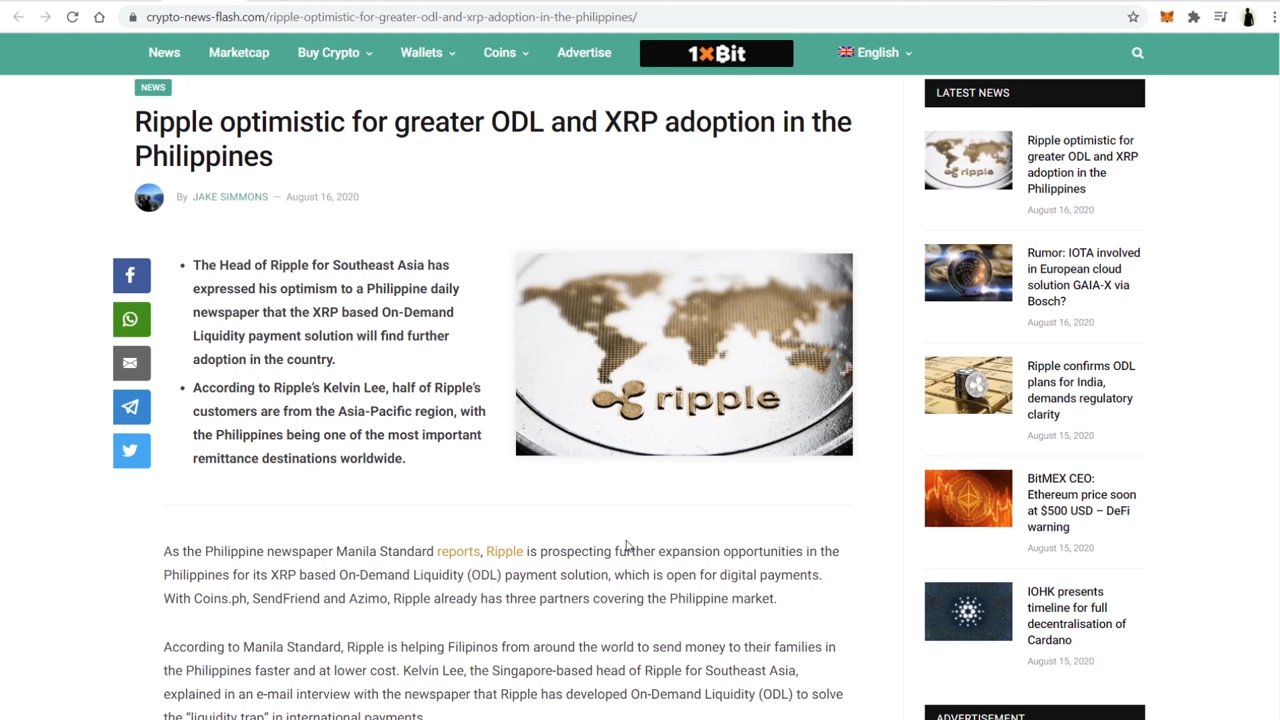 crypto-news-flash.com/ripple-optimistic-for-greater-odl-and-xrp-adoption-in-the-philippines/
News Marketcap Buy Crypto Wallets Coins Advertise 1XBit English
NEWS
Ripple optimistic for greater ODL and XRP adoption in the
Philippines
By JAKE SIMMONS — August 16, 2020
• The Head of Ripple for Southeast Asia has
expressed his optimism to a Philippine daily
newspaper that the XRP based On-Demand
Liquidity payment solution will find further
adoption in the country.
• According to Ripple’s Kelvin Lee, half of Ripple’s
customers are from the Asia-Pacific region, with
the Philippines being one of the most important
remittance destinations worldwide.
ripple
As the Philippine newspaper Manila Standard reports, Ripple is prospecting further expansion opportunities in the
Philippines for its XRP based On-Demand Liquidity (ODL) payment solution, which is open for digital payments.
With Coins.ph, SendFriend and Azimo, Ripple already has three partners covering the Philippine market.
According to Manila Standard, Ripple is helping Filipinos from around the world to send money to their families in
the Philippines faster and at lower cost. Kelvin Lee, the Singapore-based head of Ripple for Southeast Asia,
explained in an e-mail interview with the newspaper that Ripple has developed On-Demand Liquidity (ODL) to solve
the “liquidity trap” in international payments.
LATEST NEWS
ripple
Ripple optimistic for
greater ODL and XRP
adoption in the
Philippines
August 16, 2020
Rumor: IOTA involved
in European cloud
solution GAIA-X via
Bosch?
August 16, 2020
Ripple confirms ODL
plans for India,
demands regulatory
clarity
August 15, 2020
BitMEX CEO:
Ethereum price soon
at $500 USD – DeFi
warning
August 15, 2020
IOHK presents
timeline for full
decentralisation of
Cardano
August 15, 2020
ADVERTISEMENT